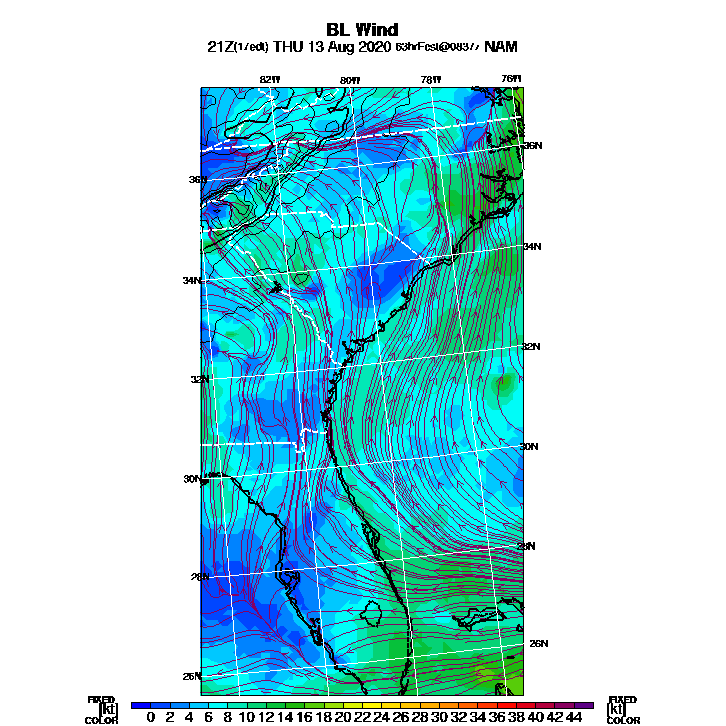 BL Wind
21Z(17edt) THU 13 Aug 2020 63hrFcst@0837z NAM
82W 80W 78W 76W
36N 36N
34N 34N
32N 32N
30N 30N
28N 28N
26N 26N
FIXED FIXED
[kt] 0 2 4 6 8 10 12 14 16 18 20 22 24 26 28 30 32 34 36 38 40 42 44 [kt]
COLOR COLOR